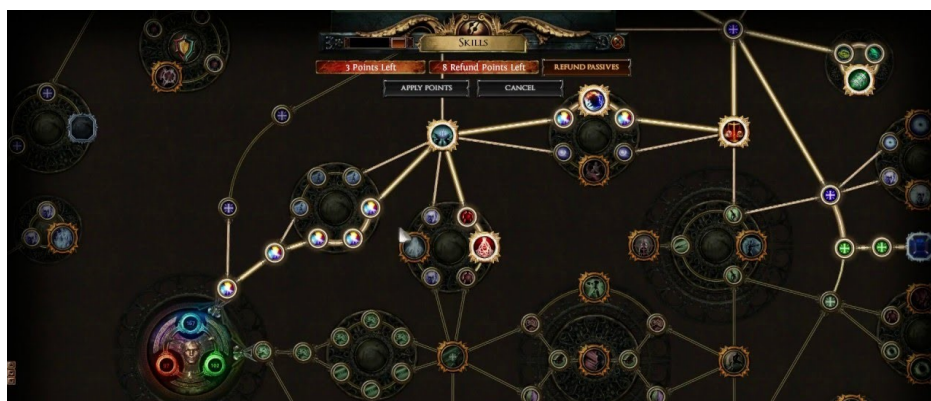 SKILLS
3 Points Left
8 Refund Points Left
REFUND PASSIVES
APPLY POINTS
CANCEL